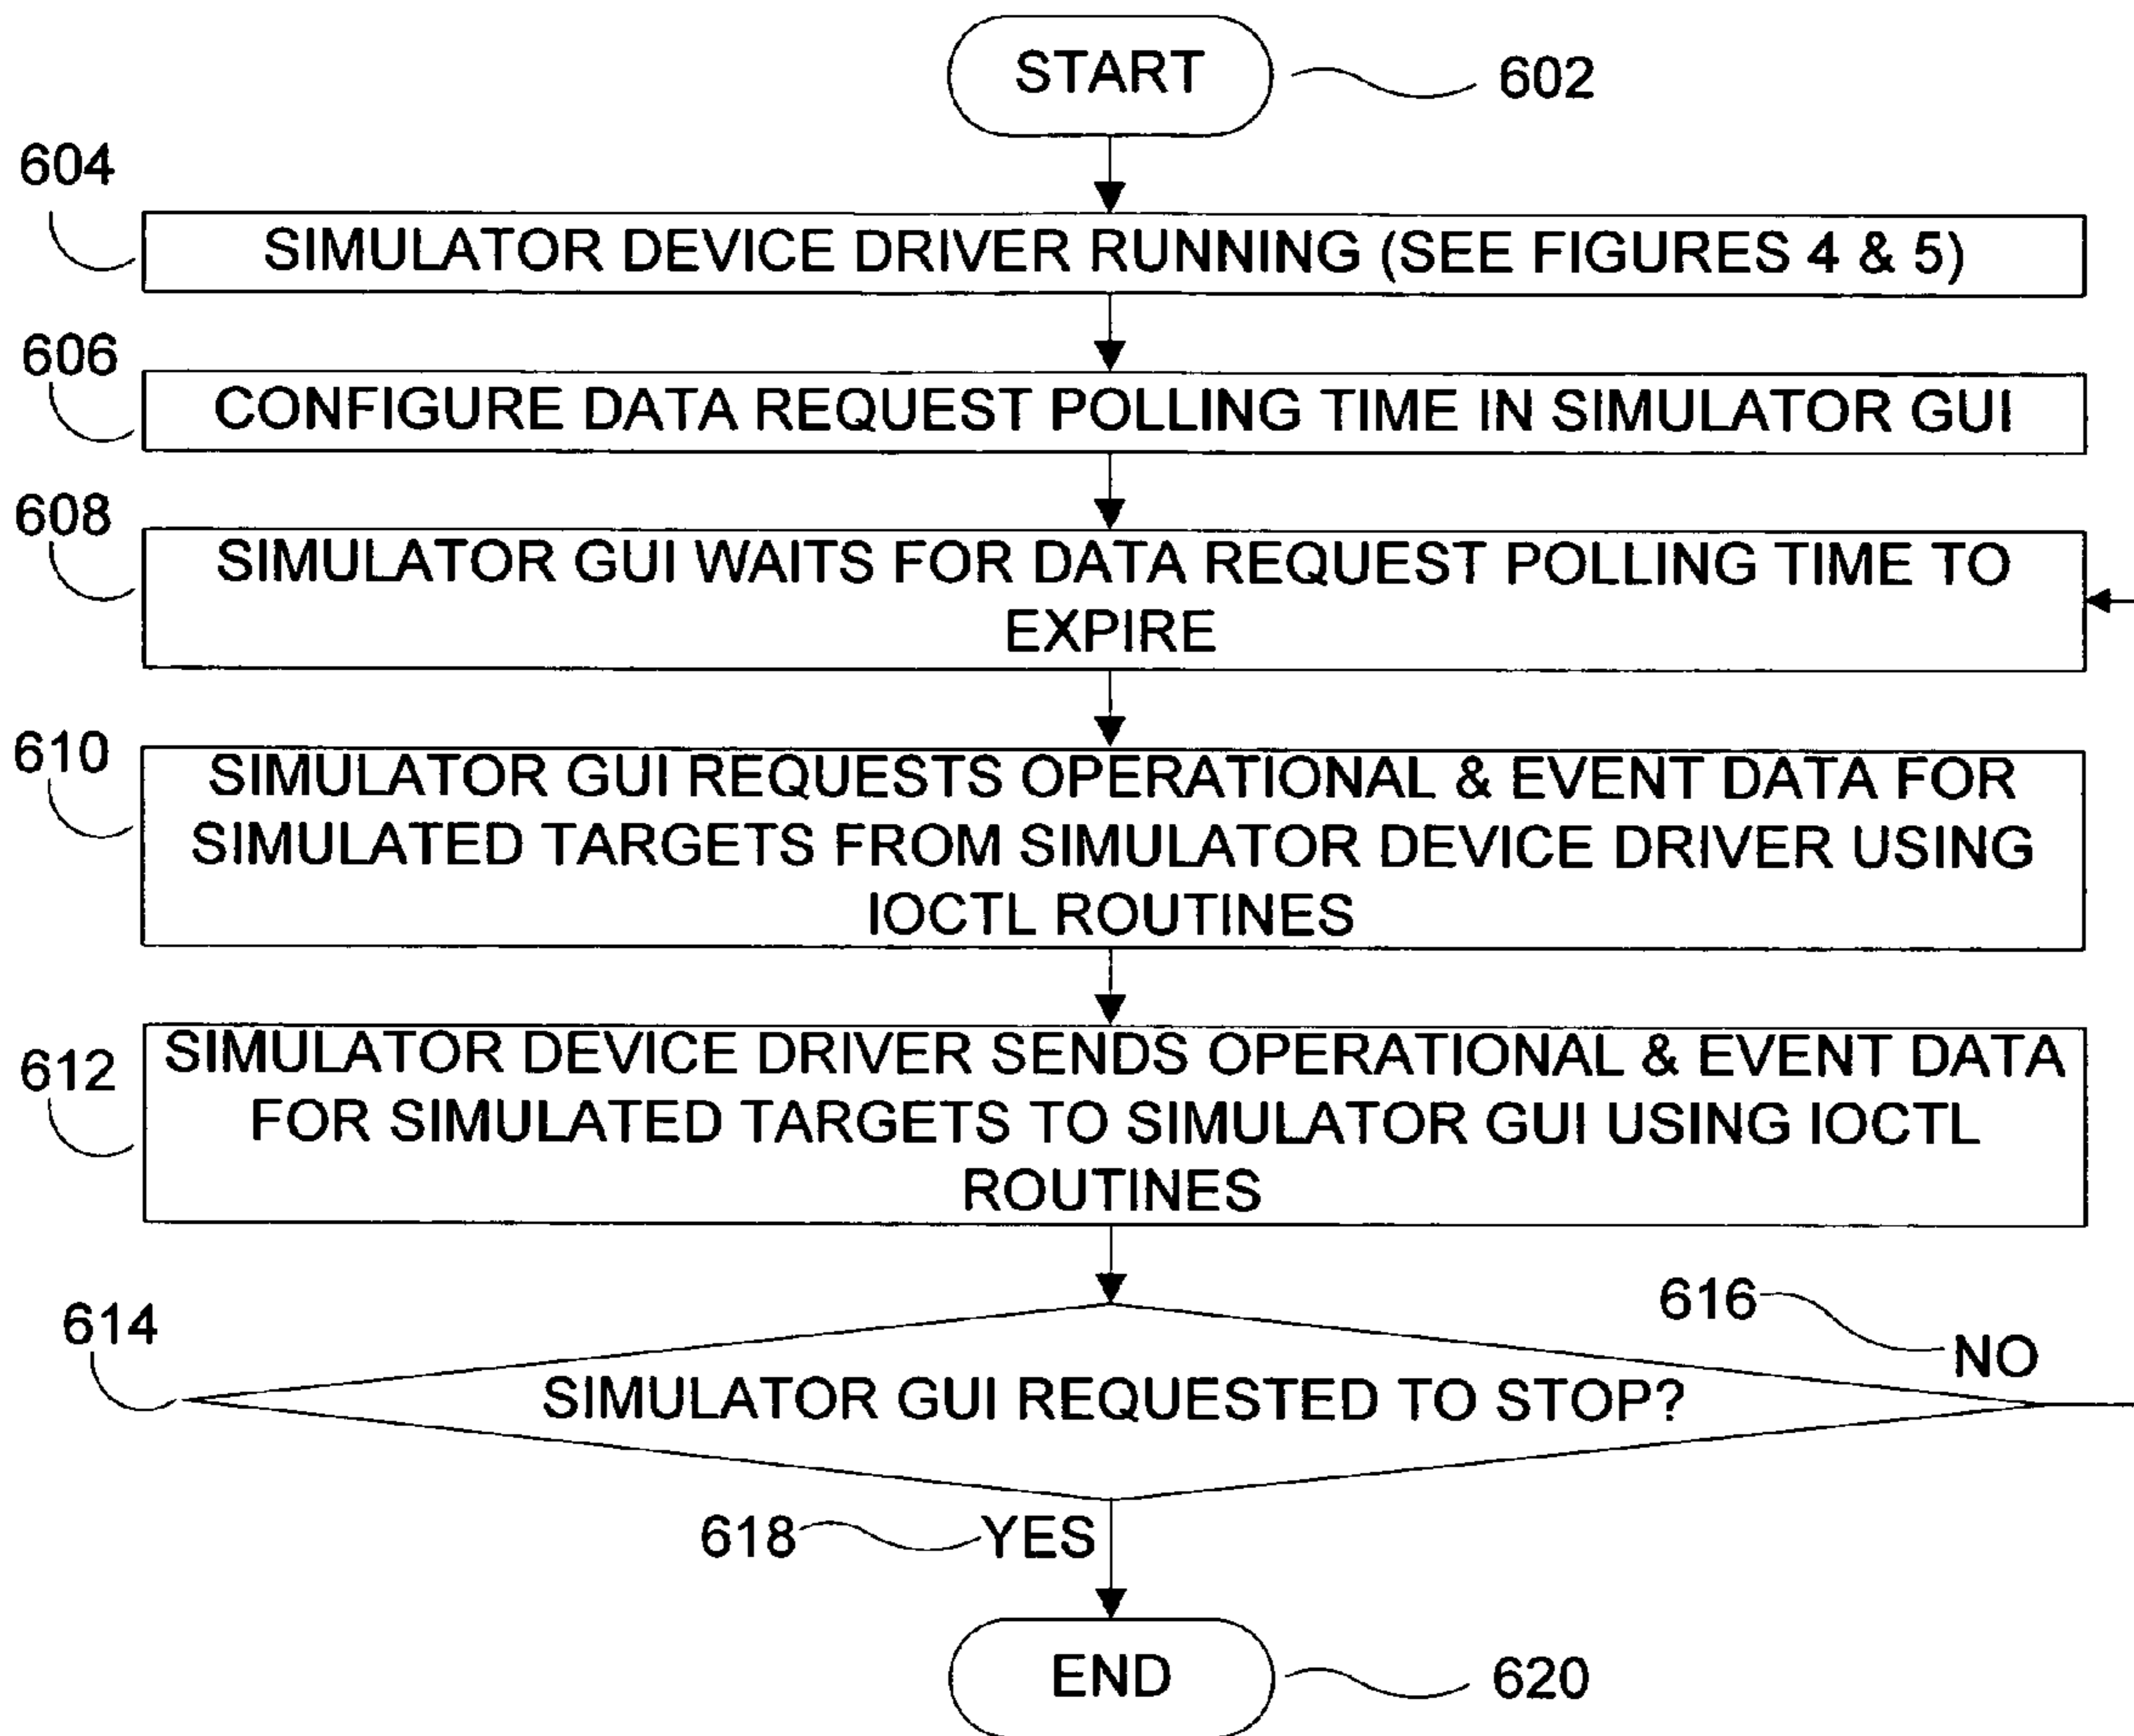 START
602
604
SIMULATOR DEVICE DRIVER RUNNING (SEE FIGURES 4 & 5)
606
CONFIGURE DATA REQUEST POLLING TIME IN SIMULATOR GUI
608
SIMULATOR GUI WAITS FOR DATA REQUEST POLLING TIME TO
EXPIRE
610
SIMULATOR GUI REQUESTS OPERATIONAL & EVENT DATA FOR
SIMULATED TARGETS FROM SIMULATOR DEVICE DRIVER USING
IOCTL ROUTINES
612
SIMULATOR DEVICE DRIVER SENDS OPERATIONAL & EVENT DATA
FOR SIMULATED TARGETS TO SIMULATOR GUI USING IOCTL
ROUTINES
614
616
NO
SIMULATOR GUI REQUESTED TO STOP?
618
YES
END
620